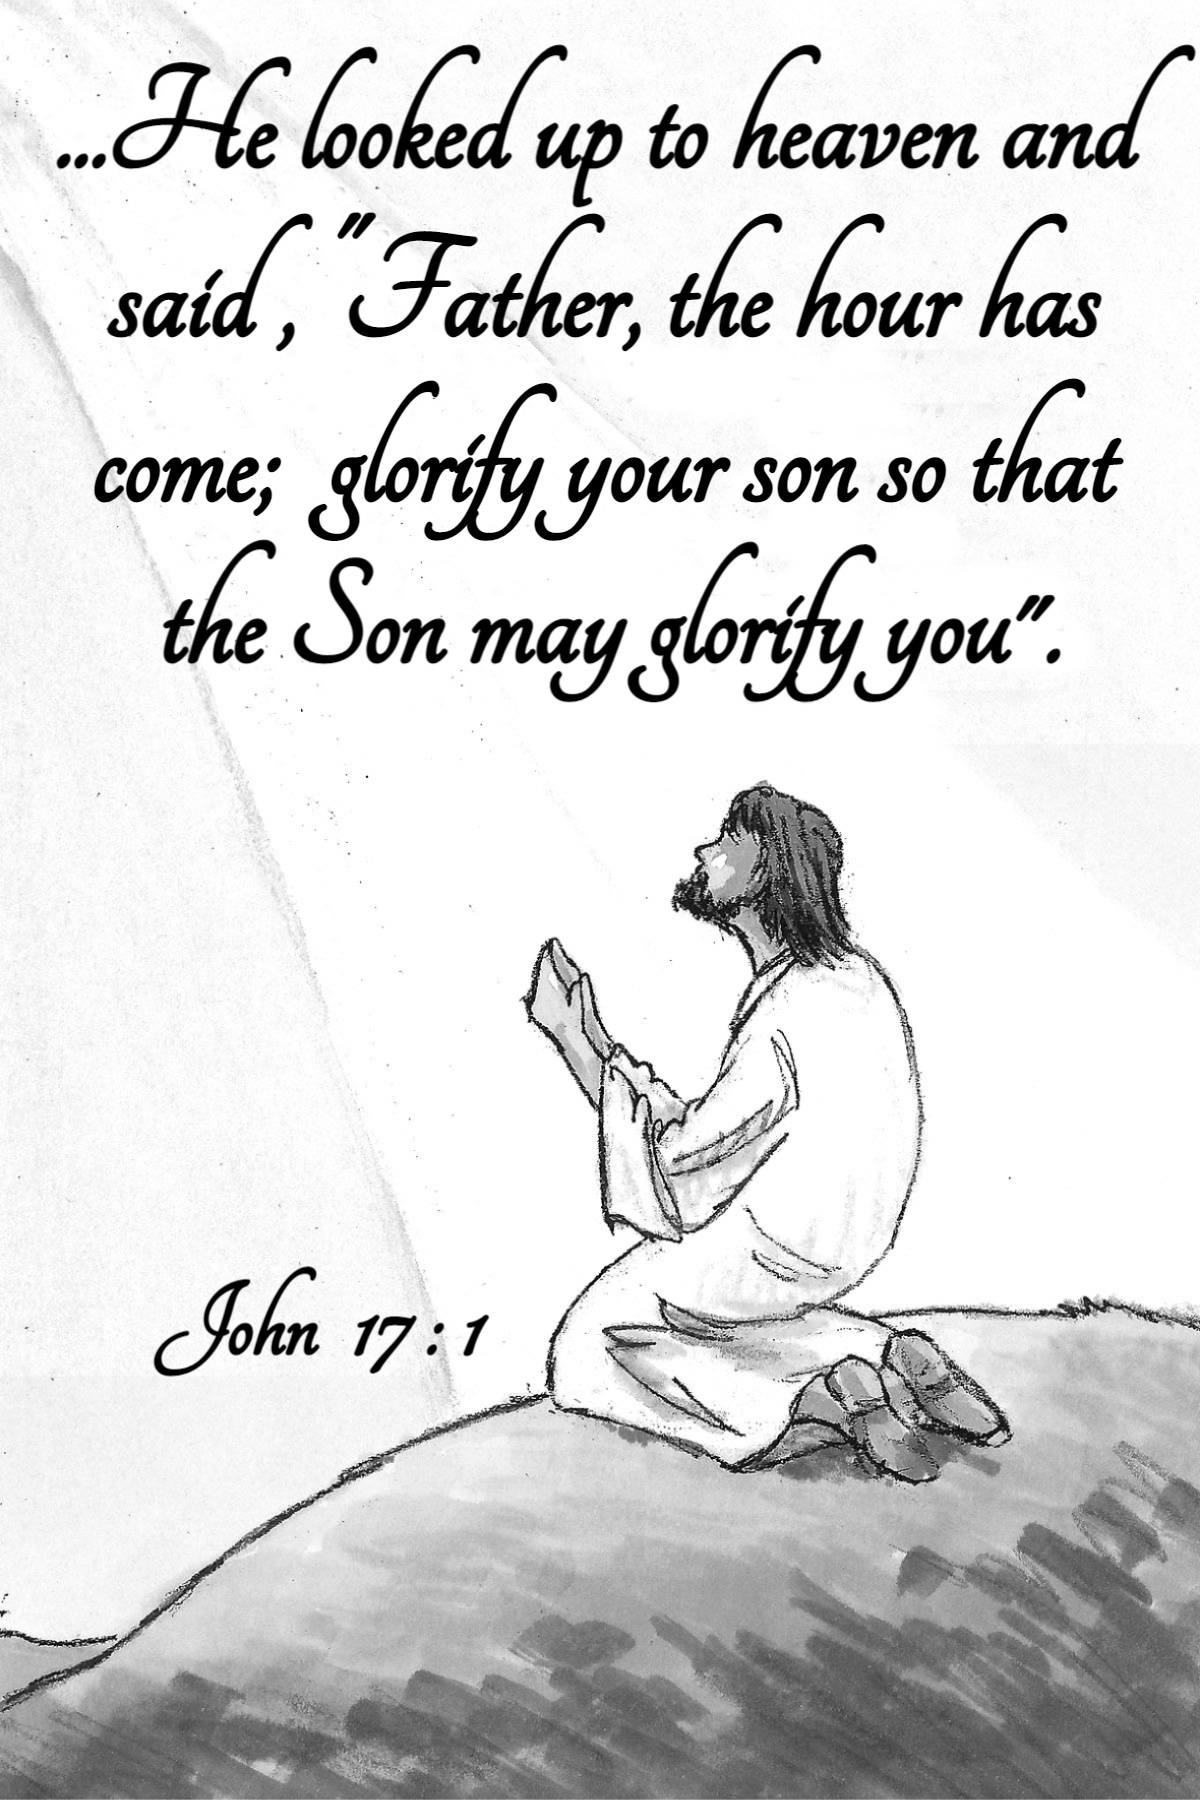 ...He looked up to heaven and
said , "Father, the hour has
come; glorify your son so that
the Son may glorify you".
John 17 : 1